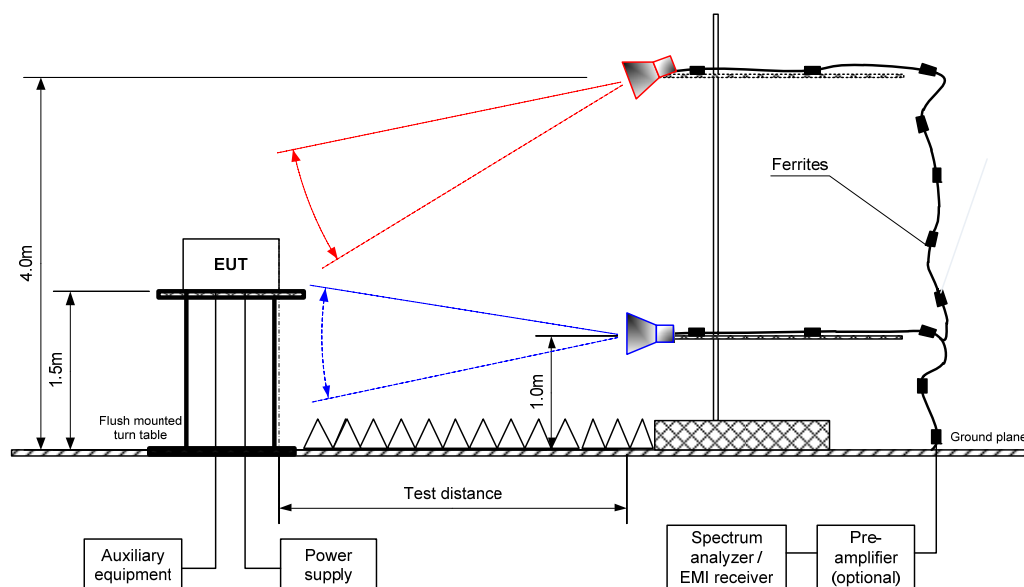 Ferrites
4.0m
EUT
1.5m
1.0m
Flush mounted
turn table
Ground plane
Test distance
Auxiliary
equipment
Power
supply
Spectrum
analyzer /
EMI receiver
Pre-
amplifier
(optional)